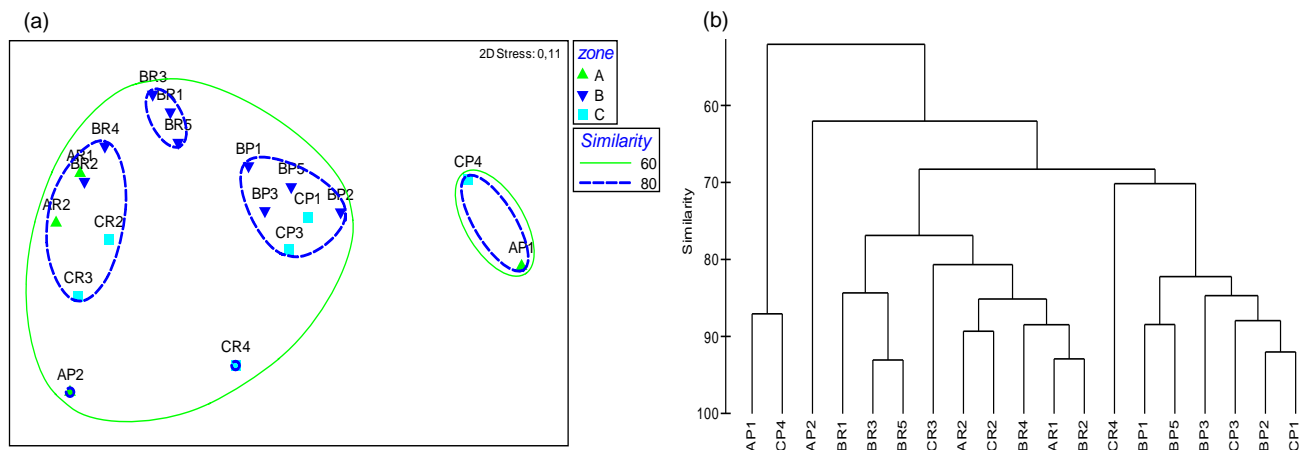 (a)
2D Stress: 0,11
zone
A
B
C
Similarity
60
80
BR3
BR1
BR5
BR4
AR1
BR2
AR2
CR2
CR3
BP1
BP5
BP3
BP2
CP1
CP3
CP4
AP1
CR4
AP2
(b)
Similarity
60
70
80
90
100
AP1
CP4
AP2
BR1
BR3
BR5
CR3
AR2
CR2
BR4
AR1
BR2
CR4
BP1
BP5
BP3
CP3
BP2
CP1